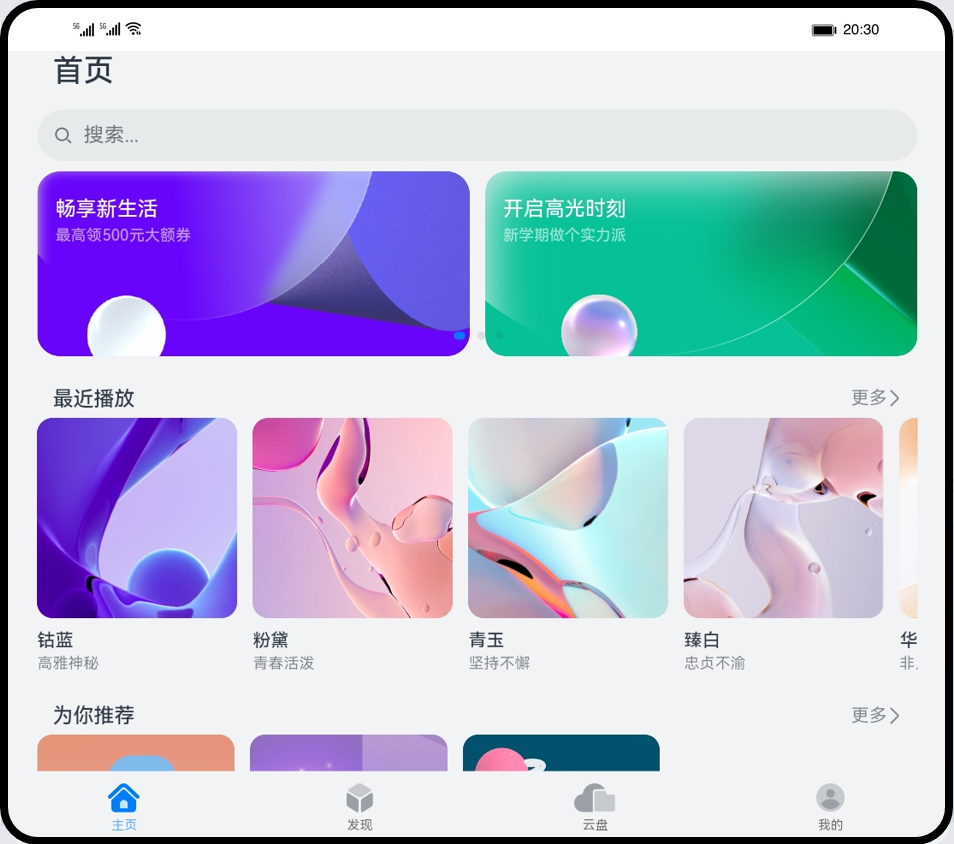 5G 5G 20:30
首页
搜索...
畅享新生活
最高领500元大额券
开启高光时刻
新学期做个实力派
最近播放 更多
钴蓝
高雅神秘
粉黛
青春活泼
青玉
坚持不懈
臻白
忠贞不渝
华
非
为你推荐 更多
主页 发现 云盘 我的